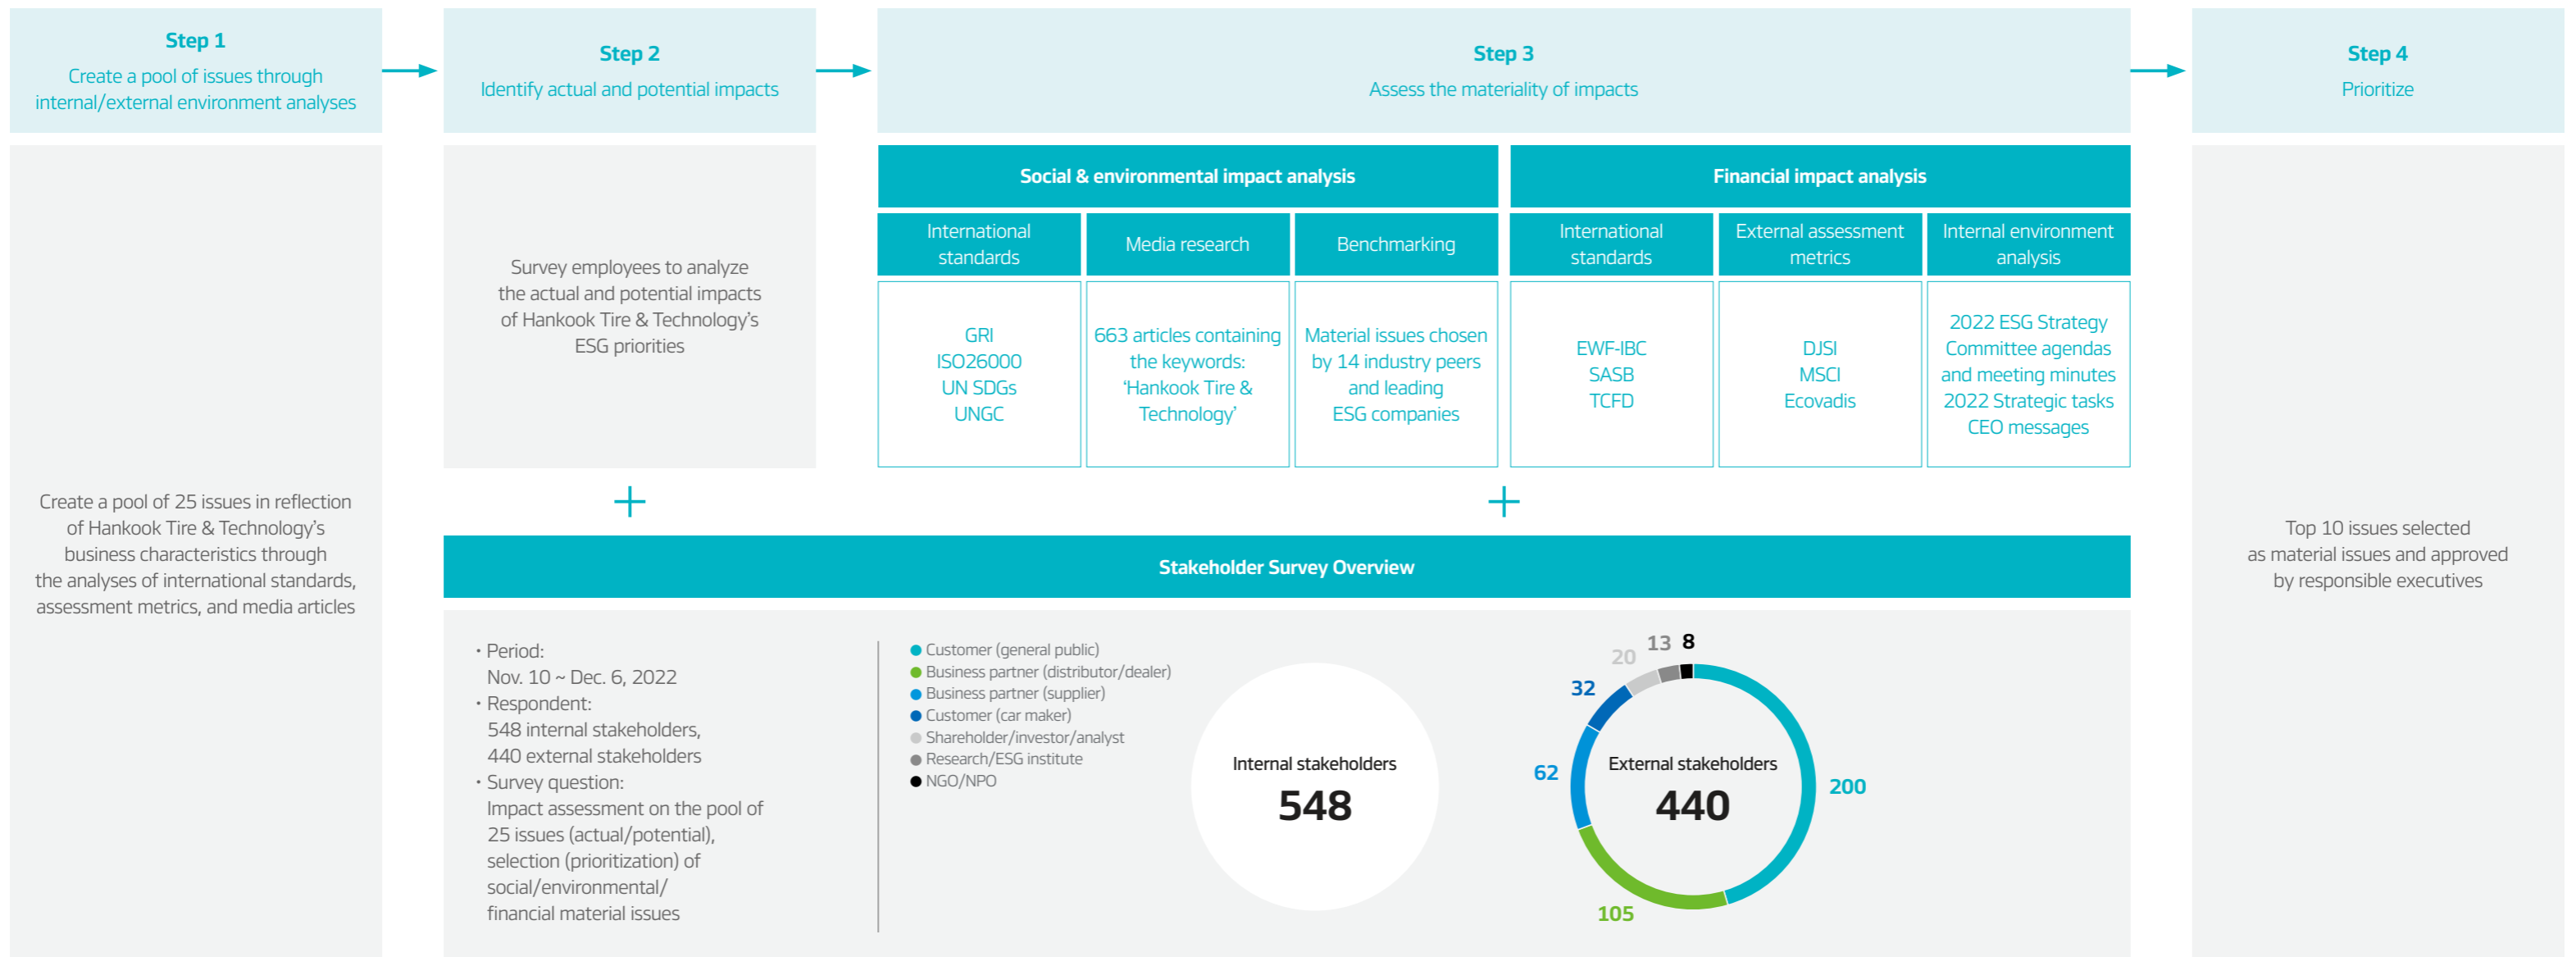 Step 1
Create a pool of issues through
internal/external environment analyses
Create a pool of 25 issues in reflection
of Hankook Tire & Technology's
business characteristics through
the analyses of international standards,
assessment metrics, and media articles
Step 2
Identify actual and potential impacts
Survey employees to analyze
the actual and potential impacts
of Hankook Tire & Technology's
ESG priorities
Step 3
Assess the materiality of impacts
Social & environmental impact analysis
International
standards
GRI
ISO26000
UN SDGs
UNGC
Media research
663 articles containing
the keywords:
'Hankook Tire &
Technology'
Benchmarking
Material issues chosen
by 14 industry peers
and leading
ESG companies
Financial impact analysis
International
standards
EWF-IBC
SASB
TCFD
External assessment
metrics
DJSI
MSCI
Ecovadis
Internal environment
analysis
2022 ESG Strategy
Committee agendas
and meeting minutes
2022 Strategic tasks
CEO messages
+
+
Stakeholder Survey Overview
· Period:
Nov. 10 ~ Dec. 6, 2022
· Respondent:
548 internal stakeholders,
440 external stakeholders
· Survey question:
Impact assessment on the pool of
25 issues (actual/potential),
selection (prioritization) of
social/environmental/
financial material issues
Customer (general public)
Business partner (distributor/dealer)
Business partner (supplier)
Customer (car maker)
Shareholder/investor/analyst
Research/ESG institute
NGO/NPO
Internal stakeholders
548
External stakeholders
440
200
105
62
32
20
13
8
Step 4
Prioritize
Top 10 issues selected
as material issues and approved
by responsible executives